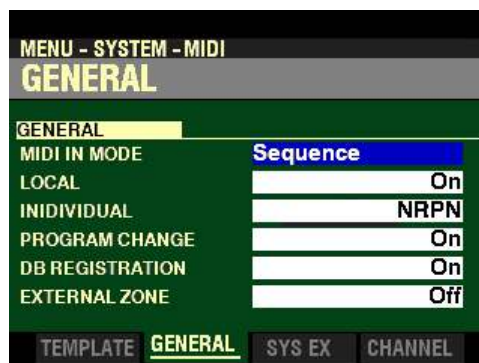 MENU - SYSTEM - MIDI
GENERAL
GENERAL
MIDI IN MODE Sequence
LOCAL On
INIDIVIDUAL NRPN
PROGRAM CHANGE On
DB REGISTRATION On
EXTERNAL ZONE Off
TEMPLATE GENERAL SYS EX CHANNEL